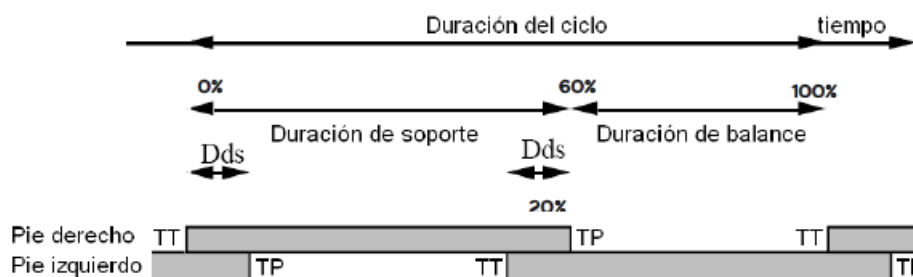 Duración del ciclo tiempo
0% 60% 100%
Duración de soporte Duración de balance
Dds Dds
20%
Pie derecho TT TP TT
Pie izquierdo TP TT TP